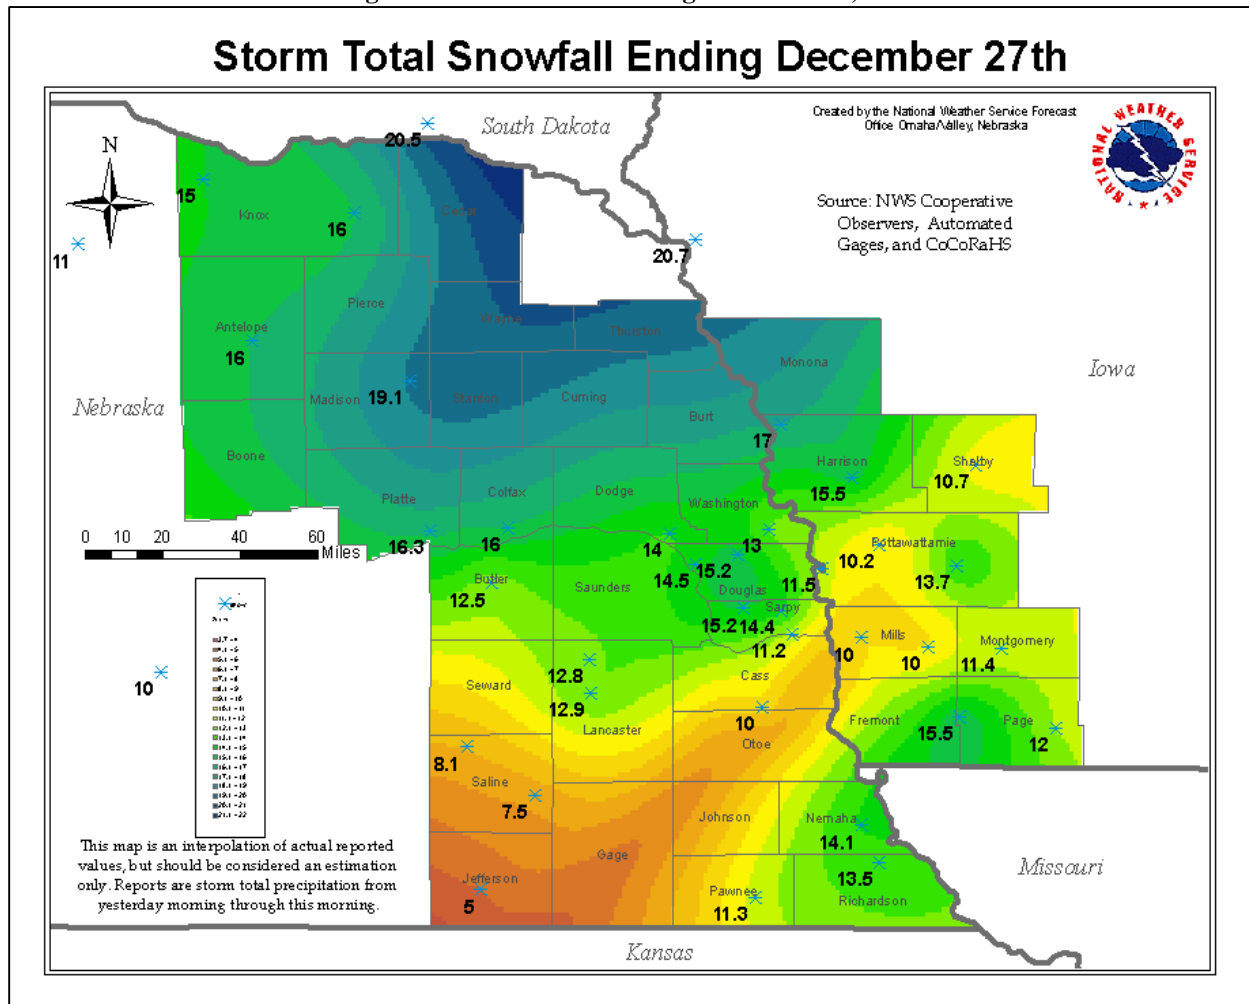 Storm Total Snowfall Ending December 27th
Created by the National Weather Service Forecast
Office Omaha/Valley, Nebraska
NATIONAL WEATHER SERVICE
Source: NWS Cooperative
Observers, Automated
Gages, and CoCoRaHS
South Dakota
N
20.5
15
Knox
16
Cedar
11
20.7
Pierce
Antelope
16
Wayne
Thurston
Monona
Iowa
Nebraska
Madison
19.1
Stanton
Cuming
Burt
17
Boone
Harrison
15.5
Shelby
10.7
Platte
Colfax
Dodge
Washington
16.3
16
14
13
Pottawattamie
10.2
13.7
0 10 20 40 60 Miles
Butler
12.5
Saunders
14.5
15.2
Douglas
11.5
15.2
14.4
Sarpy
11.2
Mills
10
10
Montgomery
11.4
10
12.8
Seward
12.9
Lancaster
Cass
10
Otoe
Fremont
15.5
Page
12
8.1
Saline
7.5
Johnson
Nemaha
14.1
This map is an interpolation of actual reported
values, but should be considered an estimation
only. Reports are storm total precipitation from
yesterday morning through this morning.
Gage
Jefferson
5
Pawnee
11.3
13.5
Richardson
Missouri
Kansas